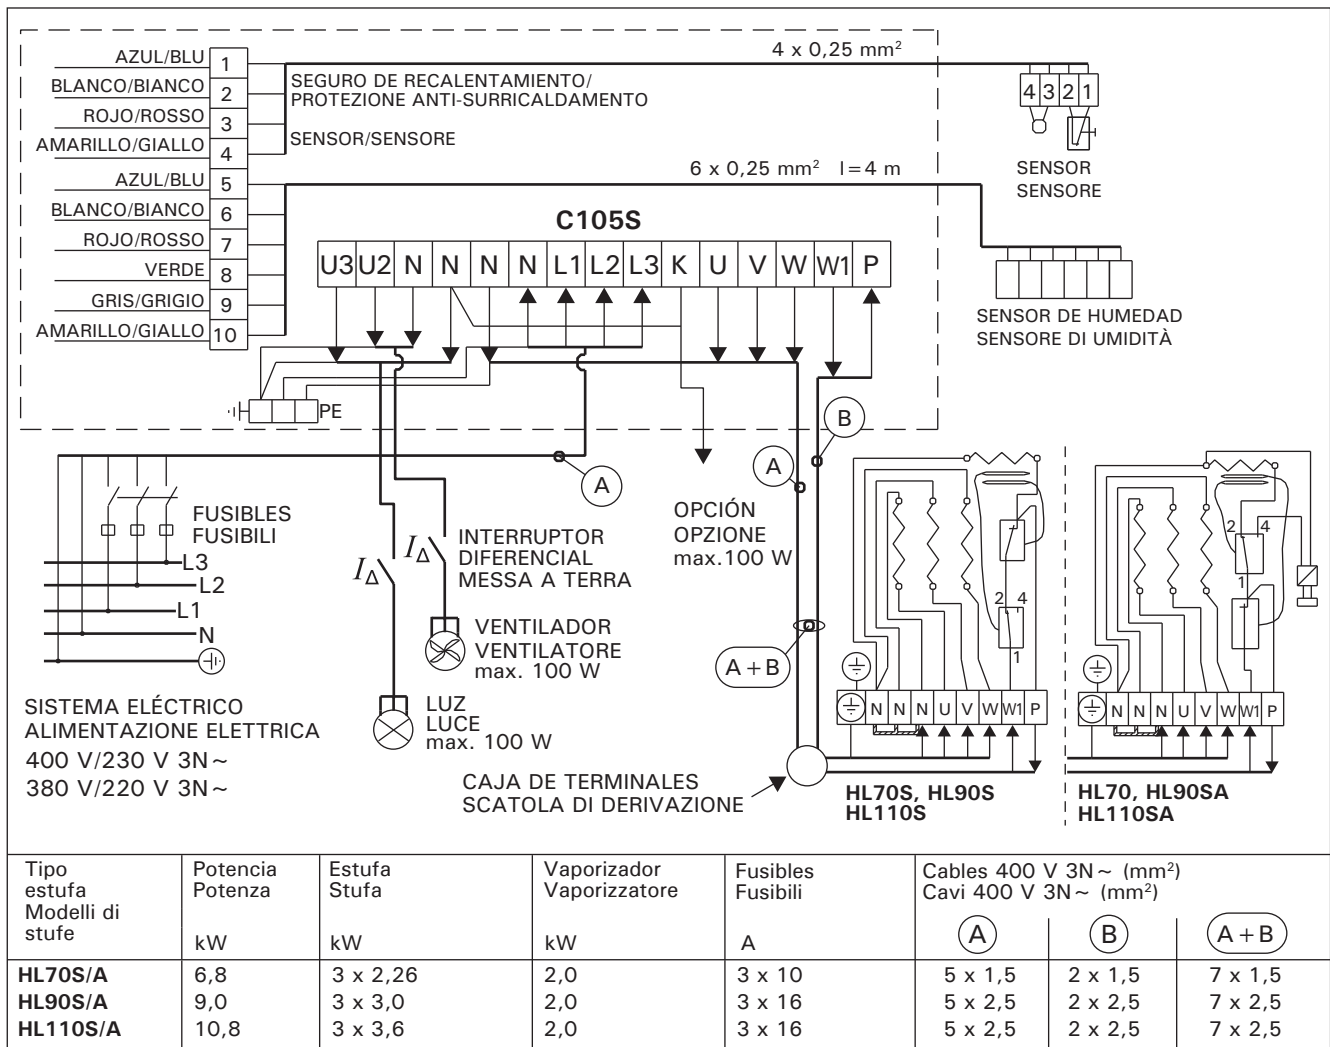 AZUL/BLU 1
BLANCO/BIANCO 2
ROJO/ROSSO 3
AMARILLO/GIALLO 4
AZUL/BLU 5
BLANCO/BIANCO 6
ROJO/ROSSO 7
VERDE 8
GRIS/GRIGIO 9
AMARILLO/GIALLO 10
SEGURO DE RECALENTAMIENTO/
PROTEZIONE ANTI-SURRICALDAMENTO
SENSOR/SENSORE
4 x 0,25 mm²
4 3 2 1
SENSOR
SENSORE
6 x 0,25 mm² l=4 m
SENSOR DE HUMEDAD
SENSORE DI UMIDITÀ
C105S
U3 U2 N N N N L1 L2 L3 K U V W W1 P
PE
A
B
A
A+B
FUSIBLES
FUSIBILI
L3
L2
L1
N
SISTEMA ELÉCTRICO
ALIMENTAZIONE ELETTRICA
400 V/230 V 3N~
380 V/220 V 3N~
I∆
I∆
INTERRUPTOR
DIFERENCIAL
MESSA A TERRA
VENTILADOR
VENTILATORE
max. 100 W
LUZ
LUCE
max. 100 W
OPCIÓN
OPZIONE
max.100 W
CAJA DE TERMINALES
SCATOLA DI DERIVAZIONE
2 4
1
N N N U V W W1 P
HL70S, HL90S
HL110S
2 4
1
N N N U V W W1 P
HL70, HL90SA
HL110SA
Tipo
estufa
Modelli di
stufe
Potencia
Potenza
kW
Estufa
Stufa
kW
Vaporizador
Vaporizzatore
kW
Fusibles
Fusibili
A
Cables 400 V 3N~ (mm²)
Cavi 400 V 3N~ (mm²)
A B A+B
HL70S/A 6,8 3 x 2,26 2,0 3 x 10 5 x 1,5 2 x 1,5 7 x 1,5
HL90S/A 9,0 3 x 3,0 2,0 3 x 16 5 x 2,5 2 x 2,5 7 x 2,5
HL110S/A 10,8 3 x 3,6 2,0 3 x 16 5 x 2,5 2 x 2,5 7 x 2,5